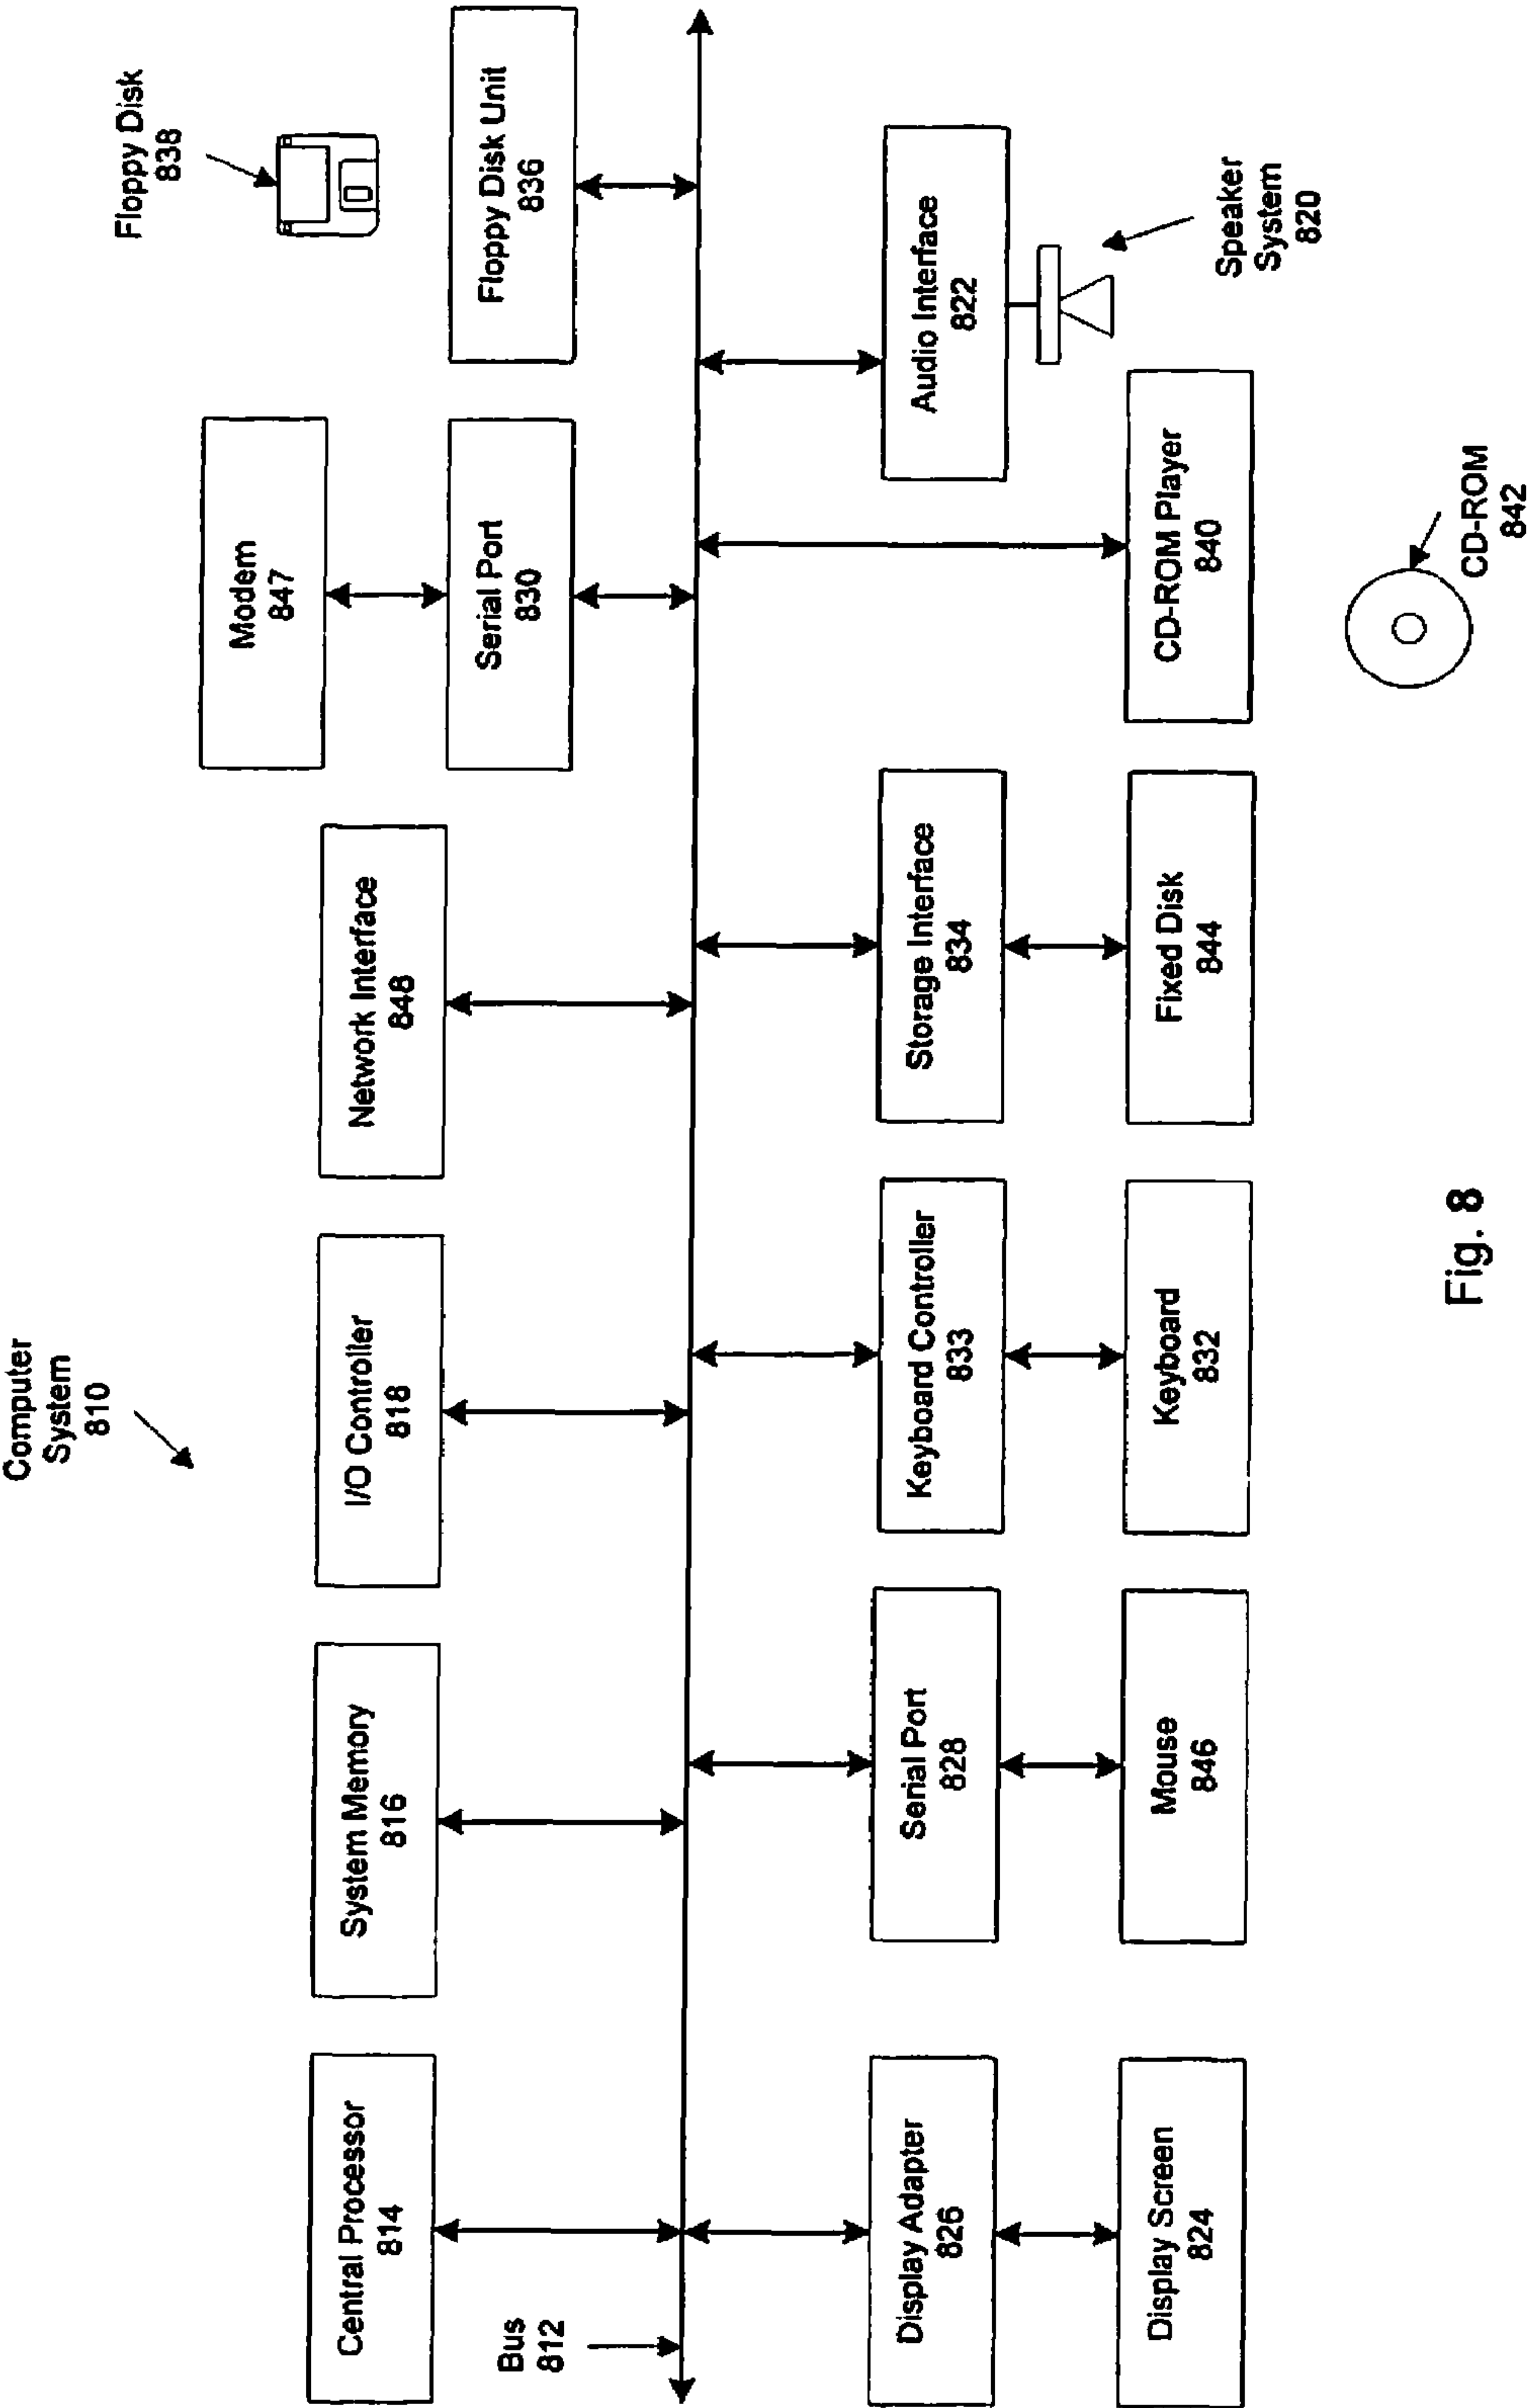 Computer
System
810
Floppy Disk
838
Modem
847
Central Processor
814
System Memory
816
I/O Controller
818
Network Interface
848
Serial Port
830
Floppy Disk Unit
836
Bus
812
Display Adapter
826
Serial Port
828
Keyboard Controller
833
Storage Interface
834
Audio Interface
822
Display Screen
824
Mouse
846
Keyboard
832
Fixed Disk
844
CD-ROM Player
840
Speaker
System
820
CD-ROM
842
Fig. 8